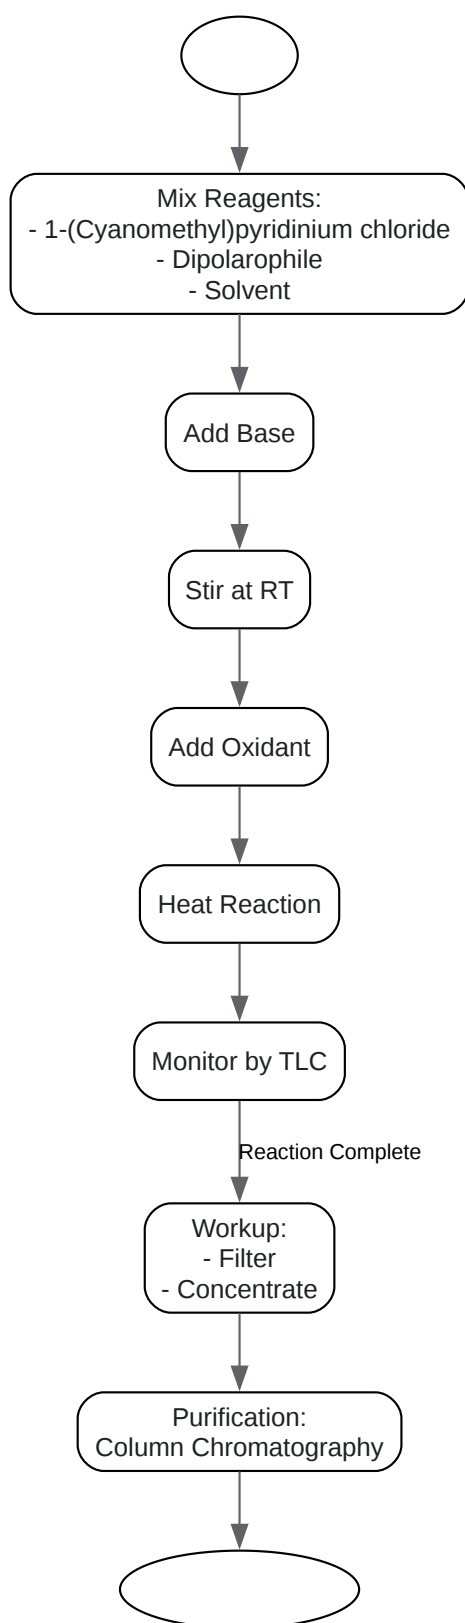 Mix Reagents:
- 1-(Cyanomethyl)pyridinium chloride
- Dipolarophile
- Solvent
Add Base
Stir at RT
Add Oxidant
Heat Reaction
Monitor by TLC
Reaction Complete
Workup:
- Filter
- Concentrate
Purification:
Column Chromatography